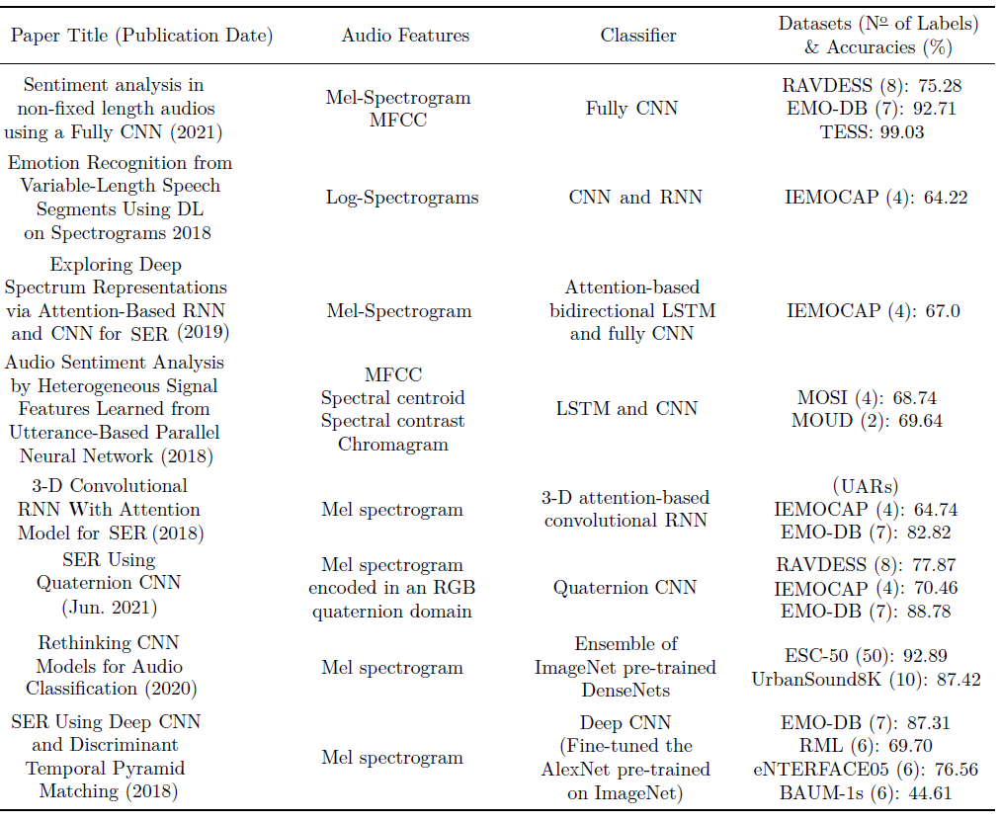 Paper Title (Publication Date) Audio Features Classifier Datasets (Nº of Labels)
& Accuracies (%)
Sentiment analysis in
non-fixed length audios
using a Fully CNN (2021)
Mel-Spectrogram
MFCC
Fully CNN
RAVDESS (8): 75.28
EMO-DB (7): 92.71
TESS: 99.03
Emotion Recognition from
Variable-Length Speech
Segments Using DL
on Spectrograms 2018
Log-Spectrograms
CNN and RNN
IEMOCAP (4): 64.22
Exploring Deep
Spectrum Representations
via Attention-Based RNN
and CNN for SER (2019)
Mel-Spectrogram
Attention-based
bidirectional LSTM
and fully CNN
IEMOCAP (4): 67.0
Audio Sentiment Analysis
by Heterogeneous Signal
Features Learned from
Utterance-Based Parallel
Neural Network (2018)
MFCC
Spectral centroid
Spectral contrast
Chromagram
LSTM and CNN
MOSI (4): 68.74
MOUD (2): 69.64
3-D Convolutional
RNN With Attention
Model for SER (2018)
Mel spectrogram
3-D attention-based
convolutional RNN
(UARs)
IEMOCAP (4): 64.74
EMO-DB (7): 82.82
SER Using
Quaternion CNN
(Jun. 2021)
Mel spectrogram
encoded in an RGB
quaternion domain
Quaternion CNN
RAVDESS (8): 77.87
IEMOCAP (4): 70.46
EMO-DB (7): 88.78
Rethinking CNN
Models for Audio
Classification (2020)
Mel spectrogram
Ensemble of
ImageNet pre-trained
DenseNets
ESC-50 (50): 92.89
UrbanSound8K (10): 87.42
SER Using Deep CNN
and Discriminant
Temporal Pyramid
Matching (2018)
Mel spectrogram
Deep CNN
(Fine-tuned the
AlexNet pre-trained
on ImageNet)
EMO-DB (7): 87.31
RML (6): 69.70
eNTERFACE05 (6): 76.56
BAUM-1s (6): 44.61